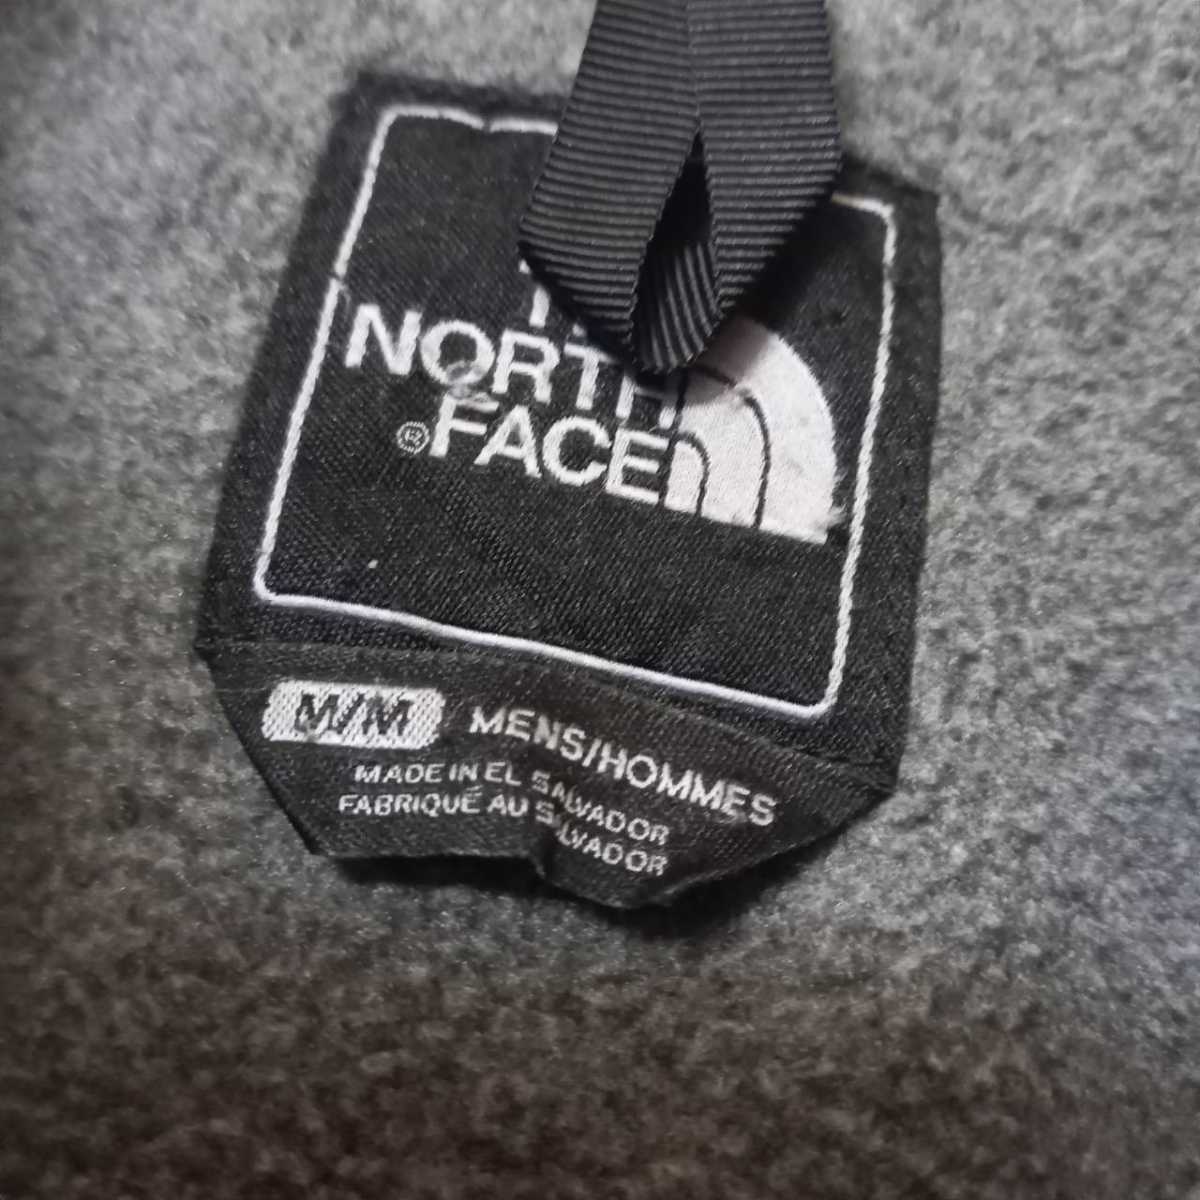 NORTH
®FACE
M/M MENS/HOMMES
MADE IN EL SALVADOR
FABRIQUÉ AU SALVADOR